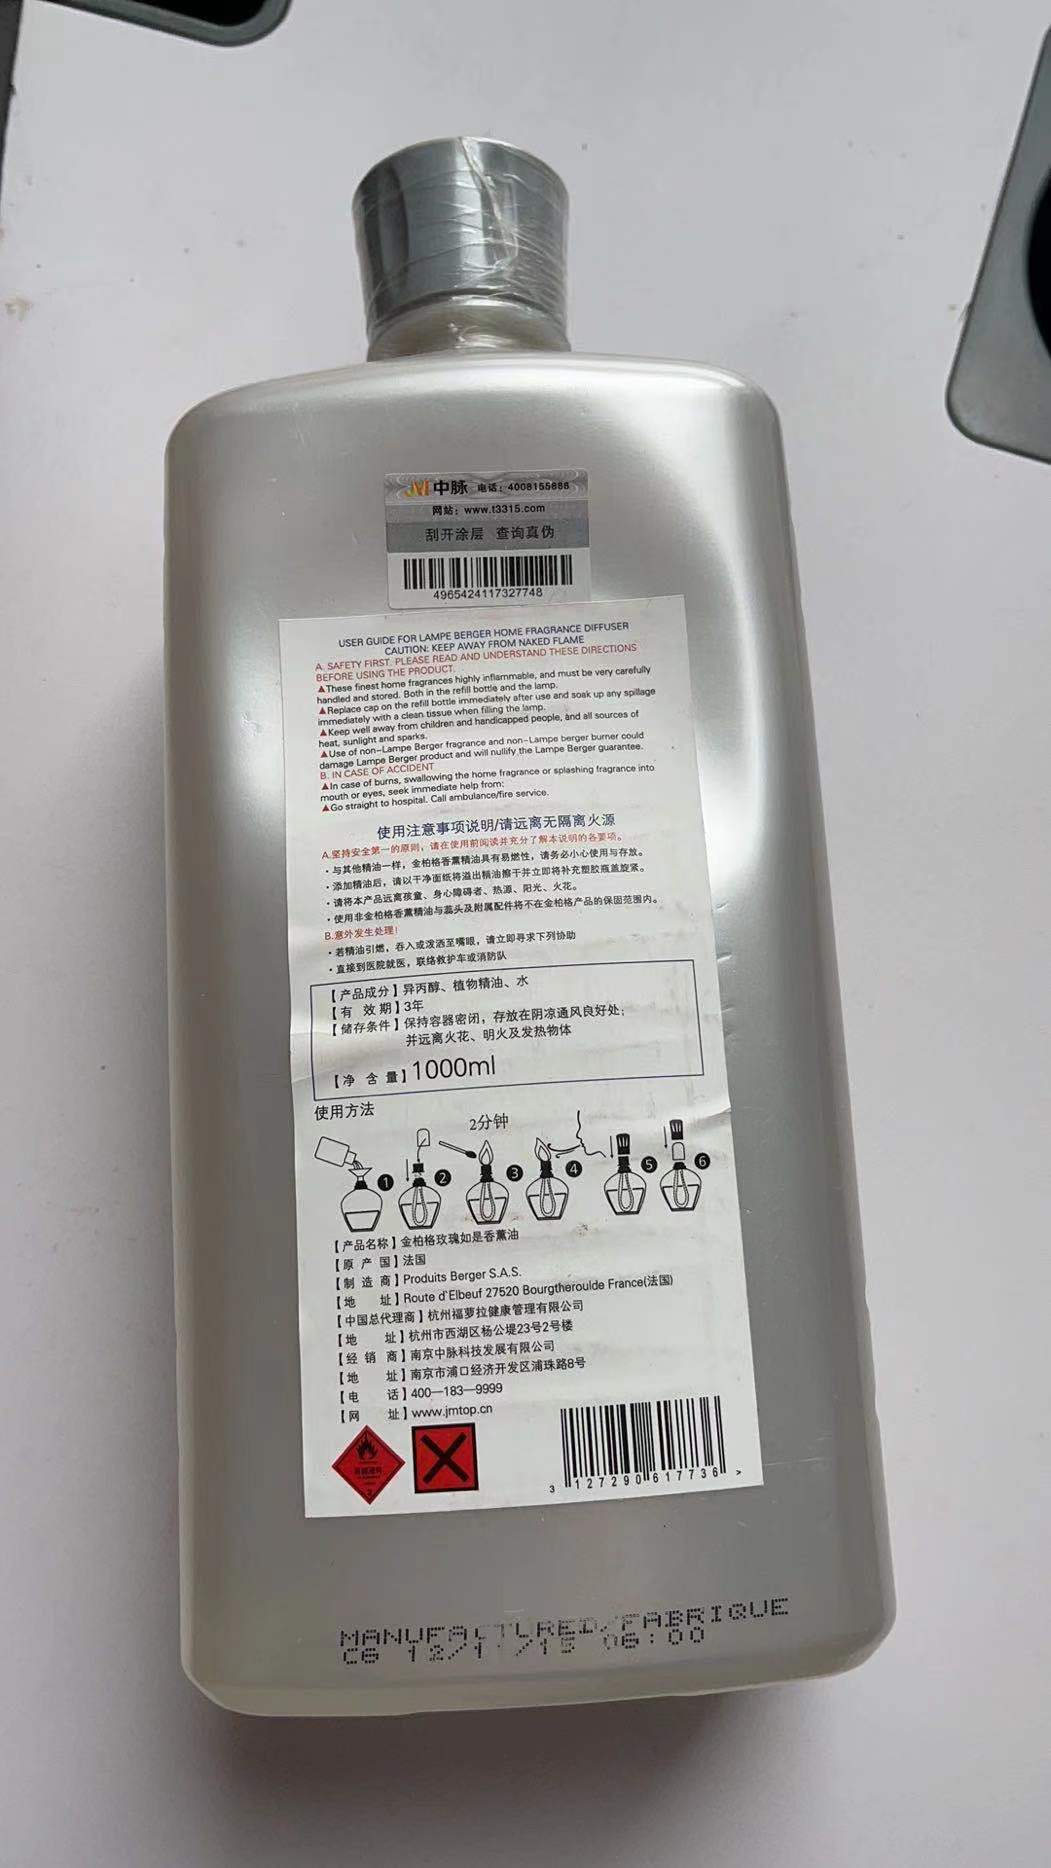 中脉 电话：4008155888
网站：www.t3315.com
刮开涂层 查询真伪
4965424117327748
USER GUIDE FOR LAMPE BERGER HOME FRAGRANCE DIFFUSER
CAUTION: KEEP AWAY FROM NAKED FLAME
A. SAFETY FIRST. PLEASE READ AND UNDERSTAND THESE DIRECTIONS
BEFORE USING THE PRODUCT.
▲These finest home fragrances highly inflammable, and must be very carefully
handled and stored. Both in the refill bottle and the lamp.
▲Replace cap on the refill bottle immediately after use and soak up any spillage
immediately with a clean tissue when filling the lamp.
▲Keep well away from children and handicapped people, and all sources of
heat, sunlight and sparks.
▲Use of non-Lampe Berger fragrance and non-Lampe berger burner could
damage Lampe Berger product and will nullify the Lampe Berger guarantee.
B. IN CASE OF ACCIDENT
▲In case of burns, swallowing the home fragrance or splashing fragrance into
mouth or eyes, seek immediate help from:
▲Go straight to hospital. Call ambulance/fire service.
使用注意事项说明/请远离无隔离火源
A.坚持安全第一的原则，请在使用前阅读并充分了解本说明的各要项。
·与其他精油一样，金柏格香薰精油具有易燃性，请务必小心使用与存放。
·添加精油后，请以干净面纸将溢出精油擦干并立即将补充塑胶瓶盖旋紧。
·请将本产品远离孩童、身心障碍者、热源、阳光、火花。
·使用非金柏格香薰精油与蕊头及附属配件将不在金柏格产品的保固范围内。
B.意外发生处理！
·若精油引燃，吞入或泼洒至嘴眼，请立即寻求下列协助
·直接到医院就医，联络救护车或消防队
【产品成分】异丙醇、植物精油、水
【有 效 期】3年
【储存条件】保持容器密闭，存放在阴凉通风良好处；
并远离火花、明火及发热物体
【净 含 量】1000ml
使用方法
2分钟
1 2 3 4 5 6
【产品名称】金柏格玫瑰如是香薰油
【原 产 国】法国
【制 造 商】Produits Berger S.A.S.
【地 址】Route d'Elbeuf 27520 Bourgtheroulde France(法国)
【中国总代理商】杭州福萝拉健康管理有限公司
【地 址】杭州市西湖区杨公堤23号2号楼
【经 销 商】南京中脉科技发展有限公司
【地 址】南京市浦口经济开发区浦珠路8号
【电 话】400—183—9999
【网 址】www.jmtop.cn
3 127290 617736 >
MANUFACTURED/FABRIQUE
C6 12/1 /15 06:00